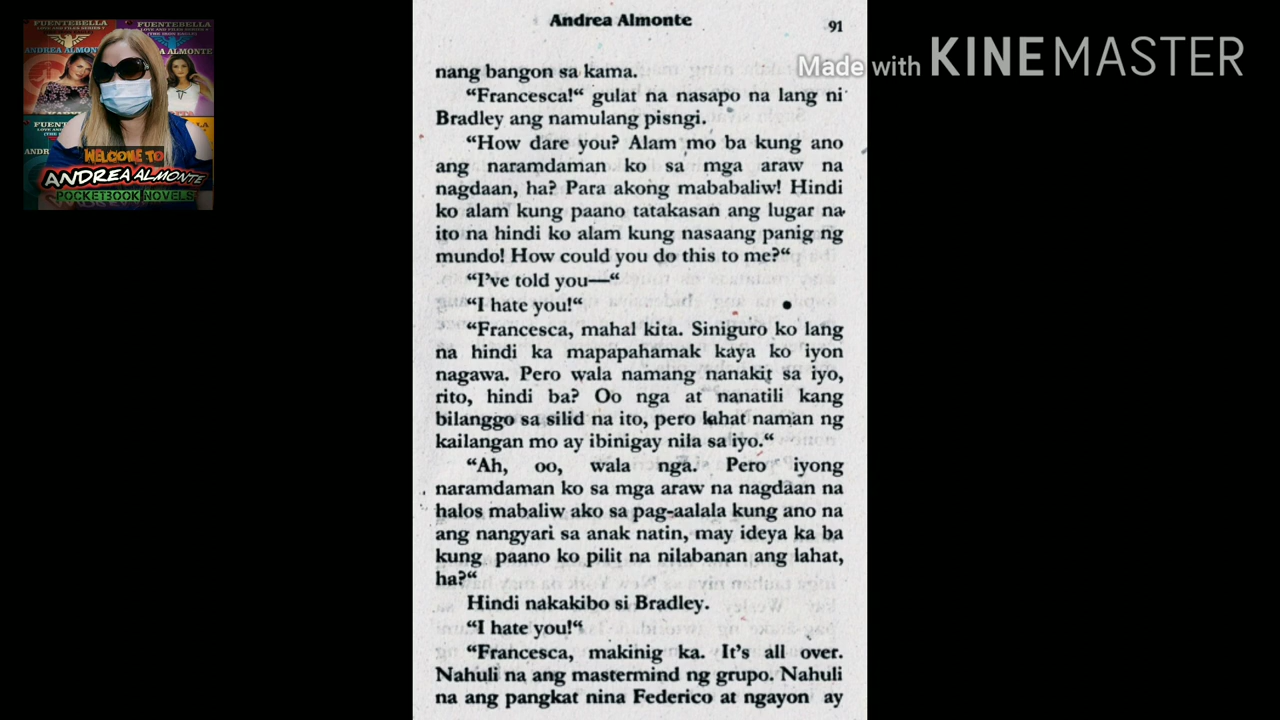 Andrea Almonte
91
Made with KINEMASTER
FUENTEBELLA
FUENTEBELLA
ANDREA ALMONTE
WELCOME TO
ANDREA ALMONTE
POCKETBOOK NOVELS
nang bangon sa kama.
“Francesca!“ gulat na nasapo na lang ni
Bradley ang namulang pisngi.
“How dare you? Alam mo ba kung ano
ang naramdaman ko sa mga araw na
nagdaan, ha? Para akong mababaliw! Hindi
ko alam kung paano tatakasan ang lugar na
ito na hindi ko alam kung nasaang panig ng
mundo! How could you do this to me?“
“I’ve told you—“
“I hate you!“
“Francesca, mahal kita. Siniguro ko lang
na hindi ka mapapahamak kaya ko iyon
nagawa. Pero wala namang nanakit sa iyo,
rito, hindi ba? Oo nga at nanatili kang
bilanggo sa silid na ito, pero lahat naman ng
kailangan mo ay ibinigay nila sa iyo.“
“Ah, oo, wala nga. Pero iyong
naramdaman ko sa mga araw na nagdaan na
halos mabaliw ako sa pag-aalala kung ano na
ang nangyari sa anak natin, may ideya ka ba
kung paano ko pilit na nilabanan ang lahat,
ha?“
Hindi nakakibo si Bradley.
“I hate you!“
“Francesca, makinig ka. It’s all over.
Nahuli na ang mastermind ng grupo. Nahuli
na ang pangkat nina Federico at ngayon ay